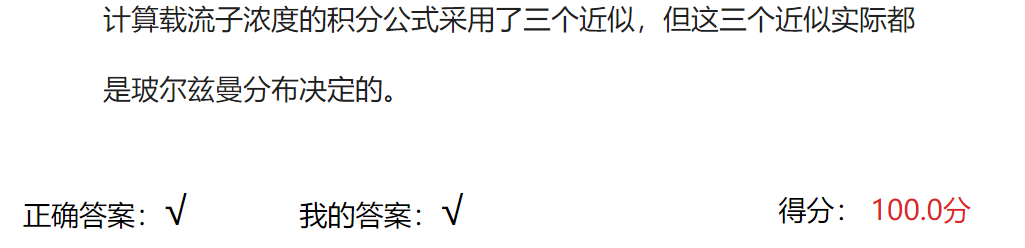 计算载流子浓度的积分公式采用了三个近似，但这三个近似实际都
是玻尔兹曼分布决定的。
正确答案：√ 我的答案：√ 得分： 100.0分